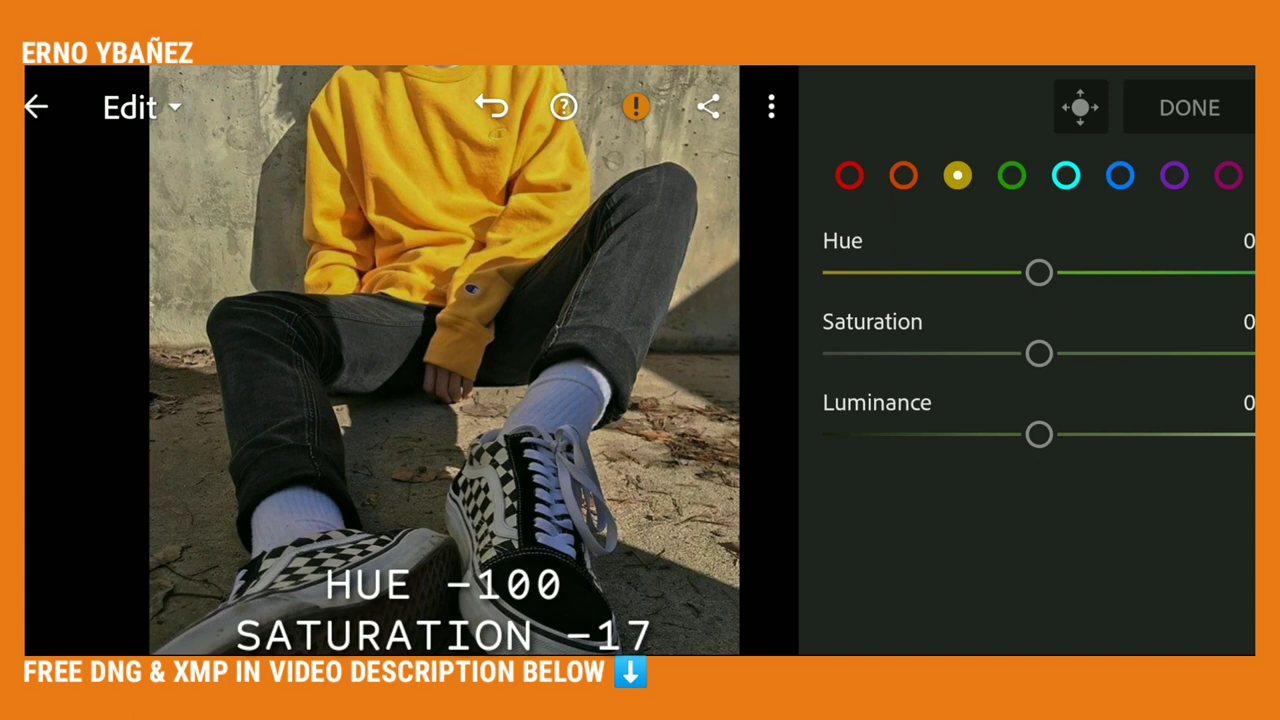 ERNO YBAÑEZ
Edit
DONE
Hue 0
Saturation 0
Luminance 0
HUE -100
SATURATION -17
FREE DNG & XMP IN VIDEO DESCRIPTION BELOW ⬇️